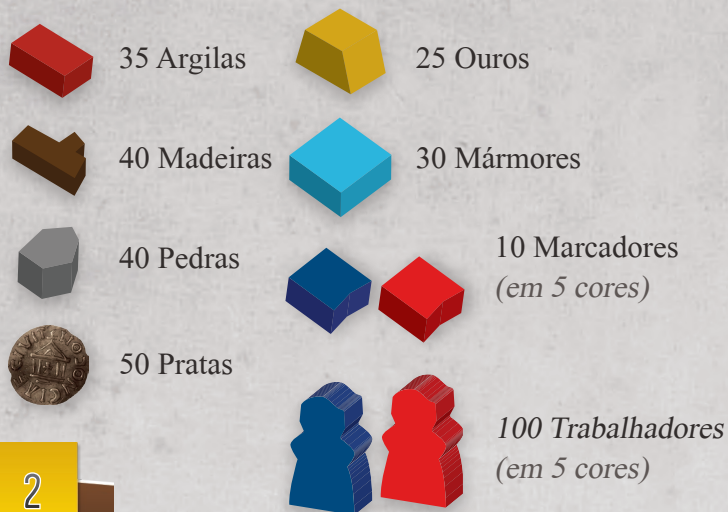 35 Argilas
40 Madeiras
40 Pedras
50 Pratas
25 Ouros
30 Mármores
10 Marcadores
(em 5 cores)
100 Trabalhadores
(em 5 cores)
2